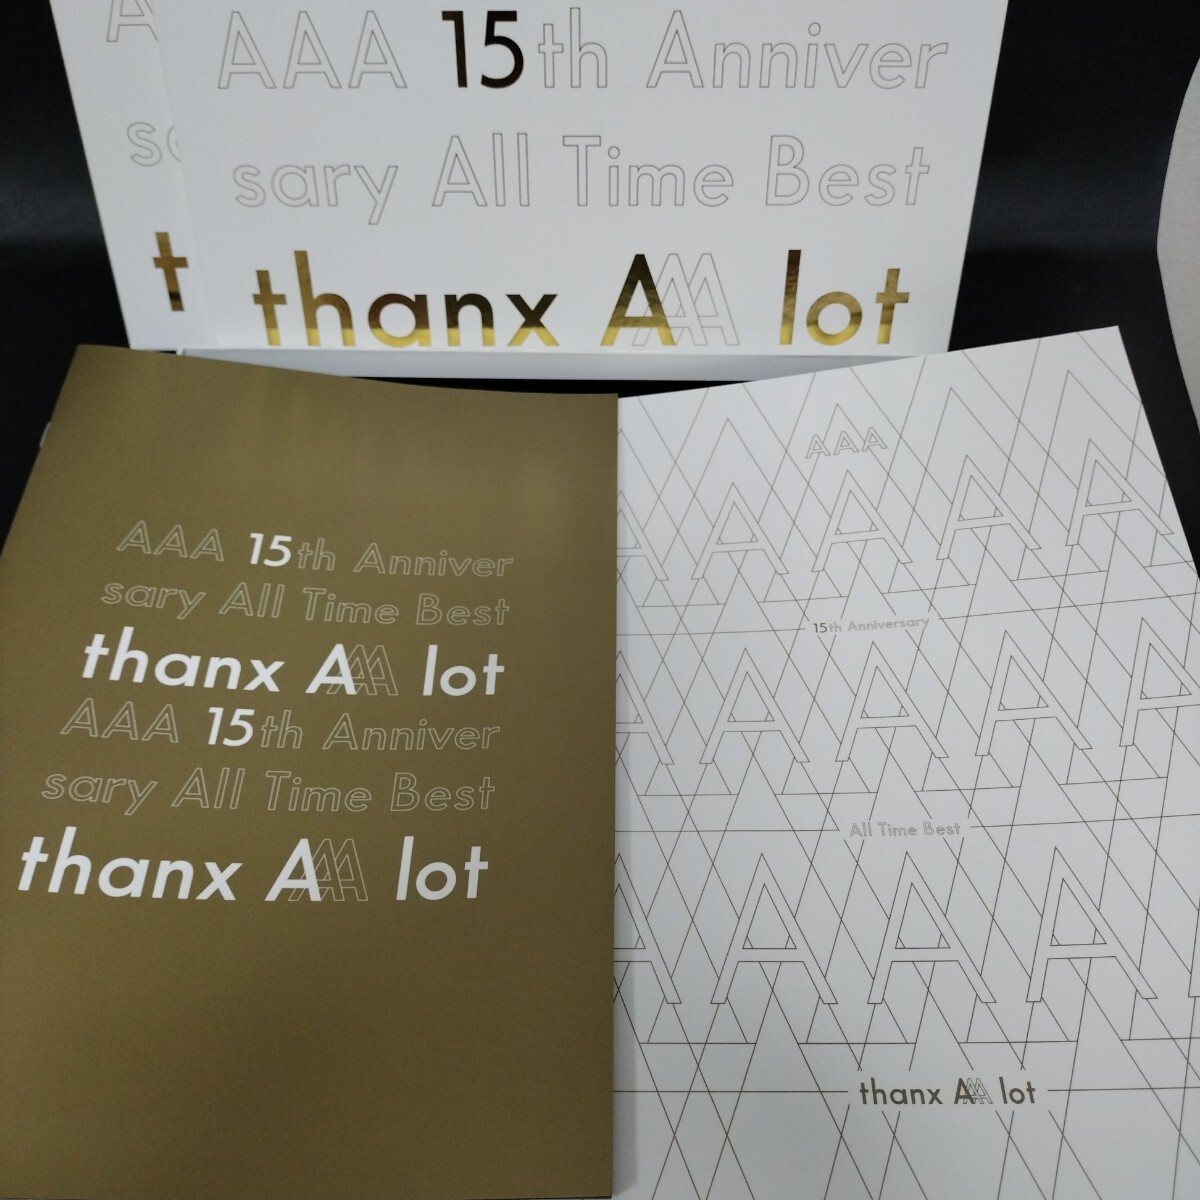 A
sa
t
AAA 15th Anniver
sary All Time Best
thanx AAA lot
AAA 15th Anniver
sary All Time Best
thanx AAA lot
AAA 15th Anniver
sary All Time Best
thanx AAA lot
AAA
15th Anniversary
All Time Best
thanx AAA lot
A A A A A
A A A A A
A A A A